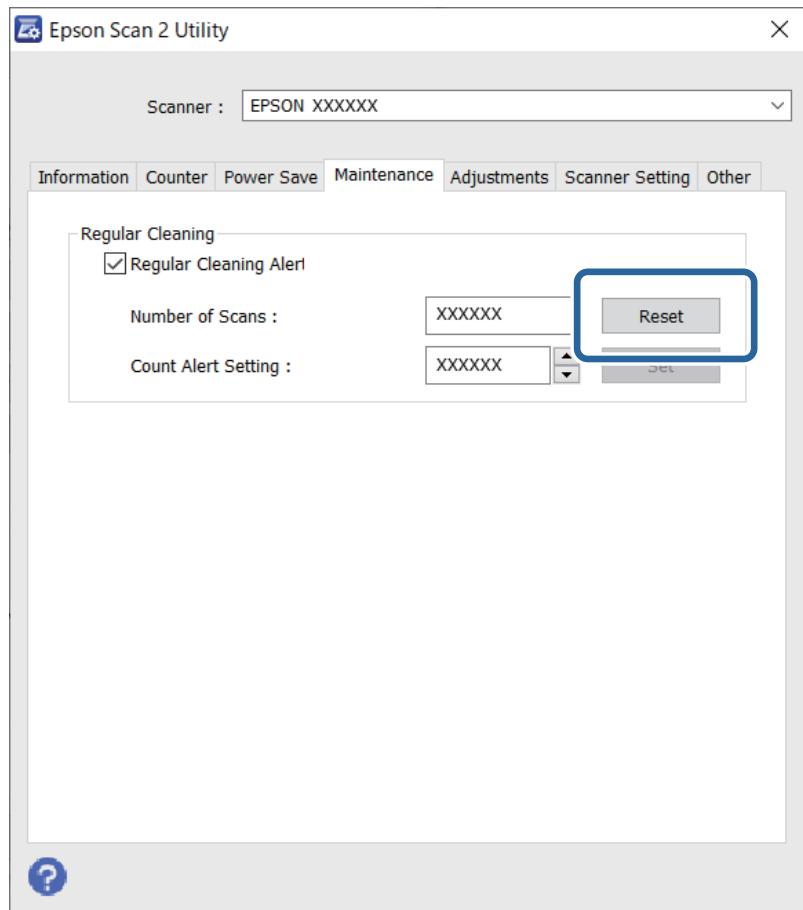 Epson Scan 2 Utility
Scanner : EPSON XXXXXX
Information Counter Power Save Maintenance Adjustments Scanner Setting Other
Regular Cleaning
Regular Cleaning Alert
Number of Scans : XXXXXX Reset
Count Alert Setting : XXXXXX Set
?